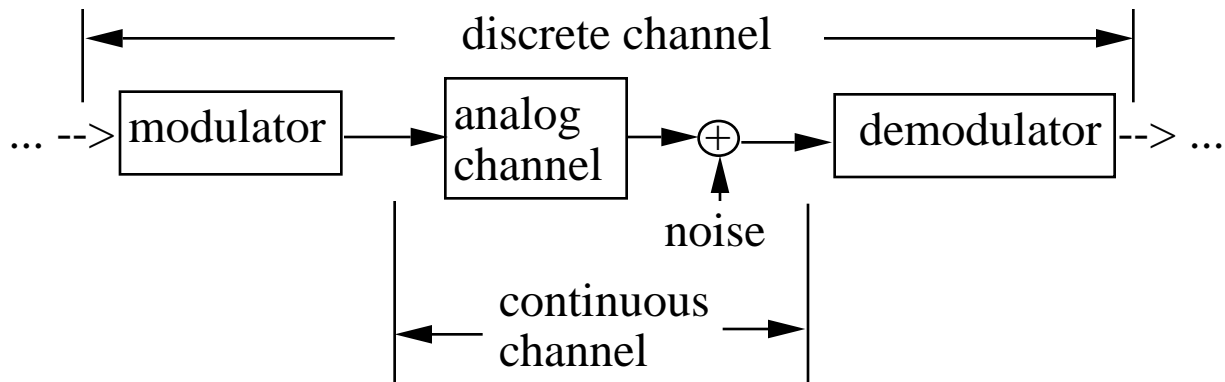 discrete channel
... --> modulator
analog
channel
+
demodulator --> ...
noise
continuous
channel